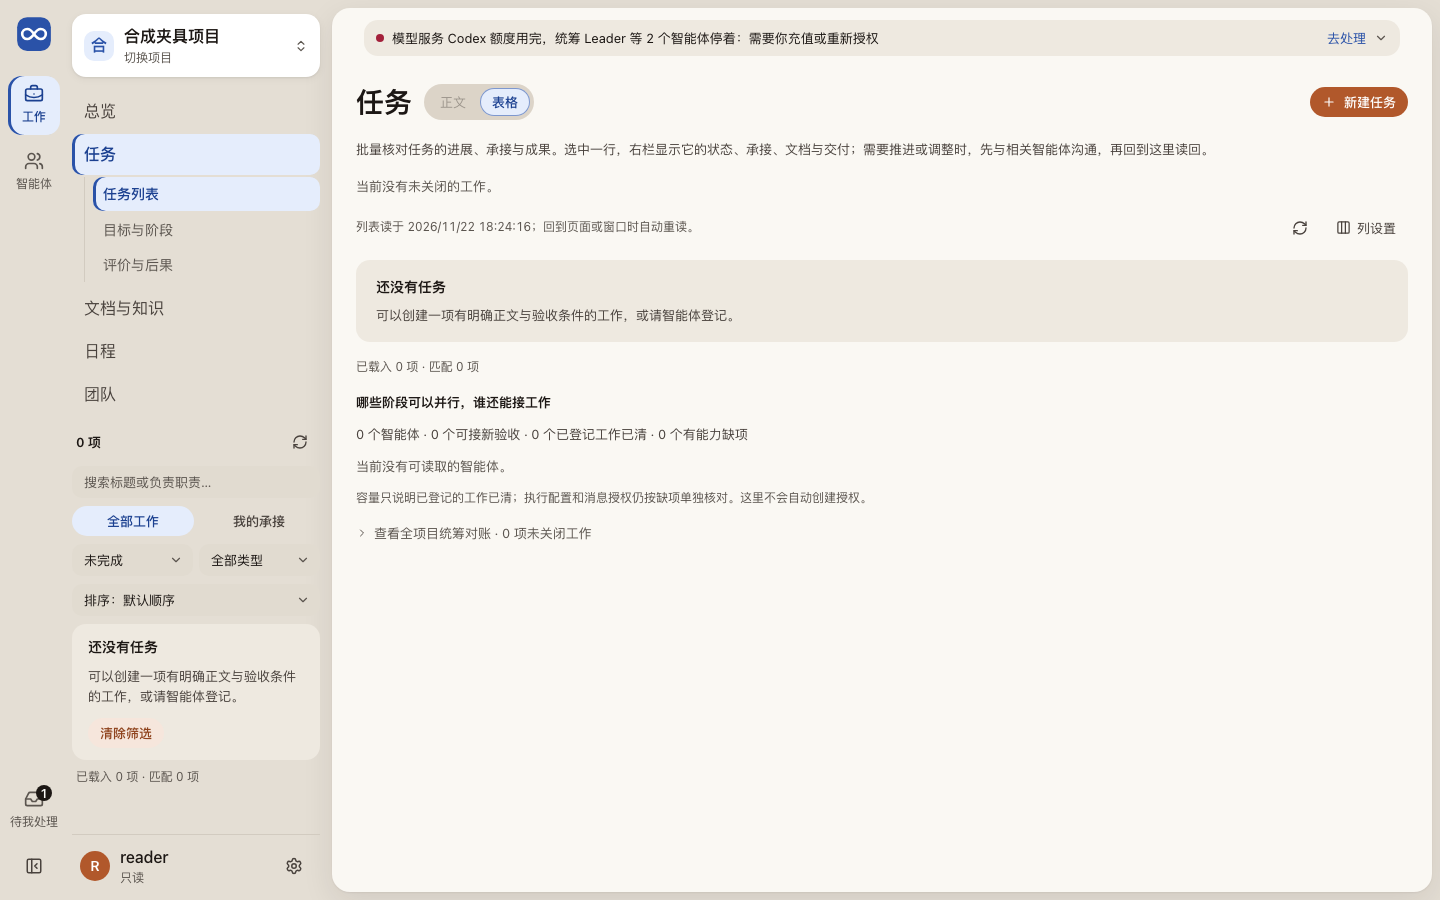 合
合成夹具项目
切换项目
工作
智能体
总览
任务
任务列表
目标与阶段
评价与后果
文档与知识
日程
团队
0 项
搜索标题或负责职责...
全部工作
我的承接
未完成
全部类型
排序：默认顺序
还没有任务
可以创建一项有明确正文与验收条件
的工作，或请智能体登记。
清除筛选
已载入 0 项 · 匹配 0 项
1
待我处理
R
reader
只读
模型服务 Codex 额度用完，统筹 Leader 等 2 个智能体停着：需要你充值或重新授权
去处理
任务
正文
表格
新建任务
批量核对任务的进展、承接与成果。选中一行，右栏显示它的状态、承接、文档与交付；需要推进或调整时，先与相关智能体沟通，再回到这里读回。
当前没有未关闭的工作。
列表读于 2026/11/22 18:24:16；回到页面或窗口时自动重读。
列设置
还没有任务
可以创建一项有明确正文与验收条件的工作，或请智能体登记。
已载入 0 项 · 匹配 0 项
哪些阶段可以并行，谁还能接工作
0 个智能体 · 0 个可接新验收 · 0 个已登记工作已清 · 0 个有能力缺项
当前没有可读取的智能体。
容量只说明已登记的工作已清；执行配置和消息授权仍按缺项单独核对。这里不会自动创建授权。
查看全项目统筹对账 · 0 项未关闭工作